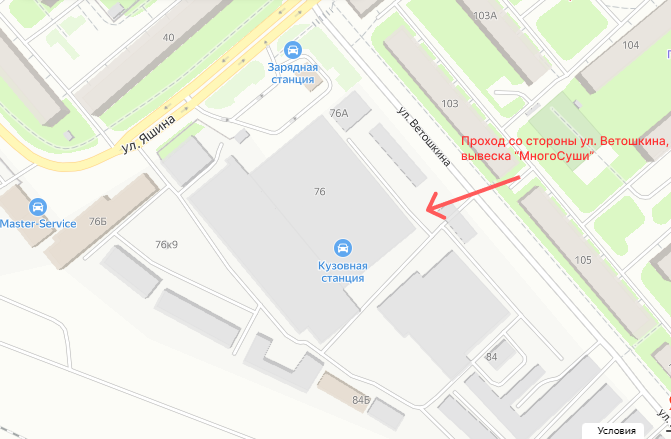 103А
40
104
Зарядная
станция
103
76А
ул. Ветошкина
ул. Яшина
Проход со стороны ул. Ветошкина,
вывеска “МногоСуши”
76
Master-Service
76Б
76к9
Кузовная
станция
105
84
84Б
ул.
Условия